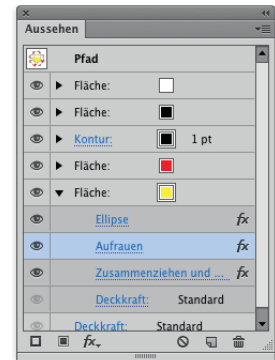 Aussehen
Pfad
Fläche:
Fläche:
Kontur: 1 pt
Fläche:
Fläche:
Ellipse fx
Aufrauen fx
Zusammenziehen und ... fx
Deckkraft: Standard
Deckkraft: Standard
fx